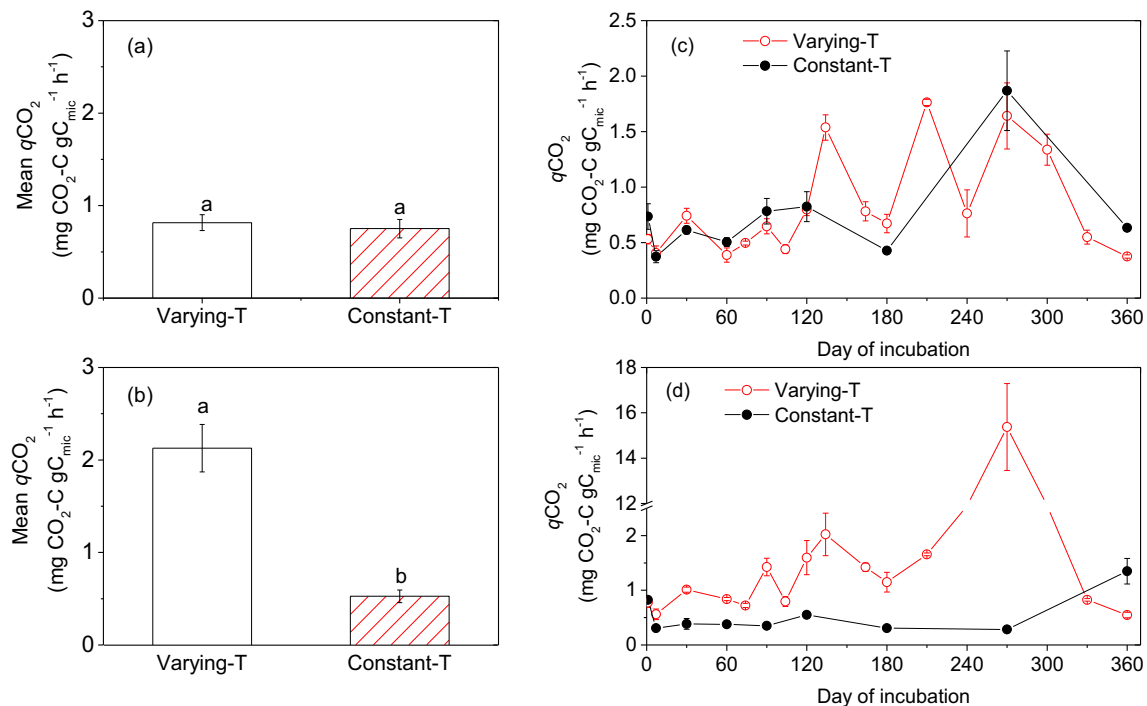 (a)
Mean qCO₂
(mg CO₂-C gC_mic⁻¹ h⁻¹)
3
2
1
0
a
a
Varying-T
Constant-T
(b)
Mean qCO₂
(mg CO₂-C gC_mic⁻¹ h⁻¹)
3
2
1
0
a
b
Varying-T
Constant-T
(c)
Varying-T
Constant-T
qCO₂
(mg CO₂-C gC_mic⁻¹ h⁻¹)
2.5
2.0
1.5
1.0
0.5
0.0
0 60 120 180 240 300 360
Day of incubation
(d)
Varying-T
Constant-T
qCO₂
(mg CO₂-C gC_mic⁻¹ h⁻¹)
18
16
14
12
2
1
0
0 60 120 180 240 300 360
Day of incubation